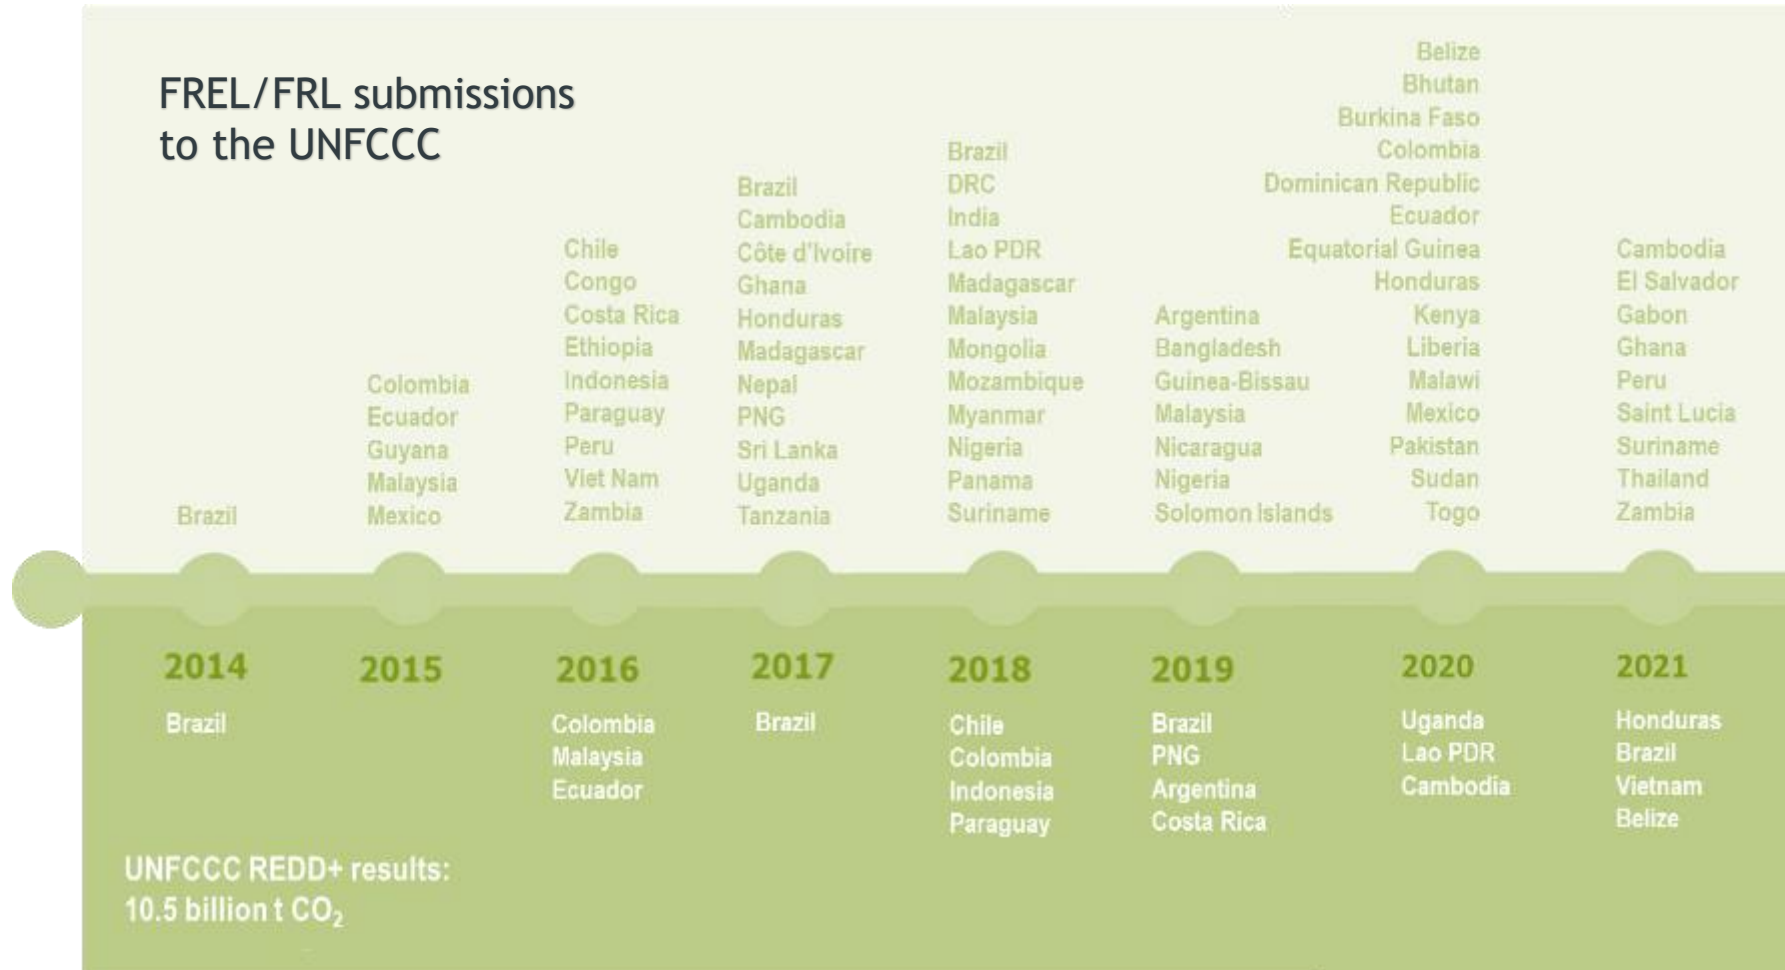 FREL/FRL submissions
to the UNFCCC
Brazil
Colombia
Ecuador
Guyana
Malaysia
Mexico
Chile
Congo
Costa Rica
Ethiopia
Indonesia
Paraguay
Peru
Viet Nam
Zambia
Brazil
Cambodia
Côte d'Ivoire
Ghana
Honduras
Madagascar
Nepal
PNG
Sri Lanka
Uganda
Tanzania
Brazil
DRC
India
Lao PDR
Madagascar
Malaysia
Mongolia
Mozambique
Myanmar
Nigeria
Panama
Suriname
Argentina
Bangladesh
Guinea-Bissau
Malaysia
Nicaragua
Nigeria
Solomon Islands
Belize
Bhutan
Burkina Faso
Colombia
Dominican Republic
Ecuador
Equatorial Guinea
Honduras
Kenya
Liberia
Malawi
Mexico
Pakistan
Sudan
Togo
Cambodia
El Salvador
Gabon
Ghana
Peru
Saint Lucia
Suriname
Thailand
Zambia
2014
Brazil
2015
2016
Colombia
Malaysia
Ecuador
2017
Brazil
2018
Chile
Colombia
Indonesia
Paraguay
2019
Brazil
PNG
Argentina
Costa Rica
2020
Uganda
Lao PDR
Cambodia
2021
Honduras
Brazil
Vietnam
Belize
UNFCCC REDD+ results:
10.5 billion t CO₂